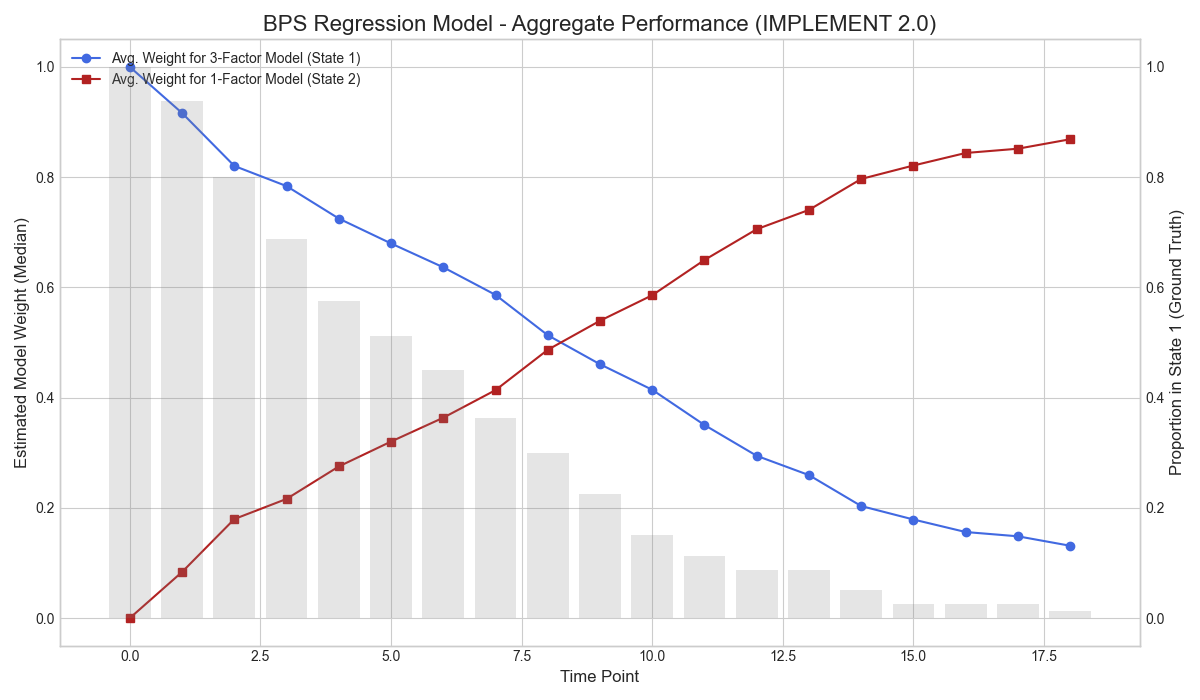 BPS Regression Model - Aggregate Performance (IMPLEMENT 2.0)
Avg. Weight for 3-Factor Model (State 1)
Avg. Weight for 1-Factor Model (State 2)
Estimated Model Weight (Median)
1.0
0.8
0.6
0.4
0.2
0.0
1.0
0.8
0.6
0.4
0.2
0.0
Proportion in State 1 (Ground Truth)
0.0 2.5 5.0 7.5 10.0 12.5 15.0 17.5
Time Point